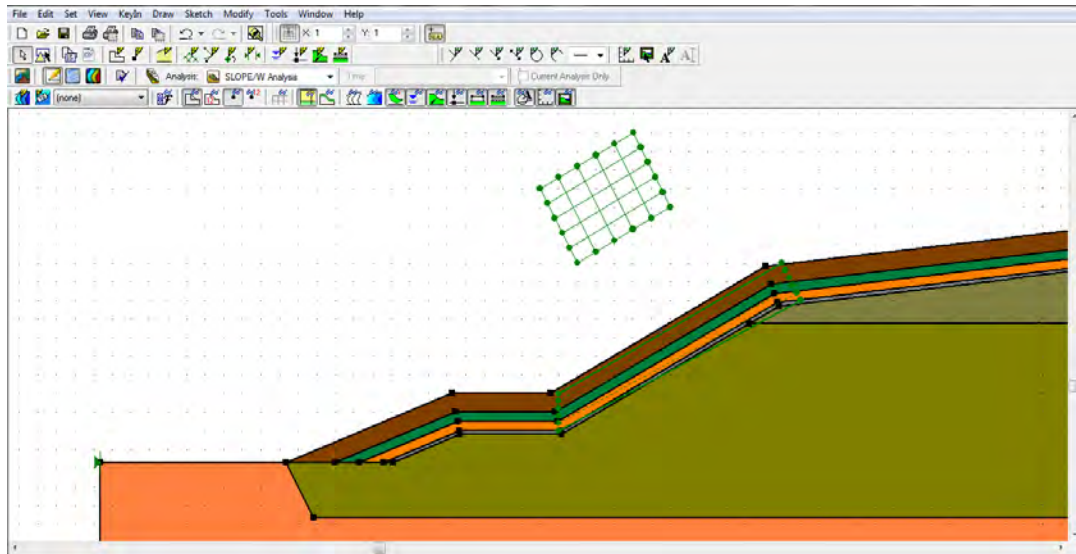 File Edit Set View KeyIn Draw Sketch Modify Tools Window Help
X: 1 Y: 1
Analysis: SLOPE/W Analysis Current Analysis Only
(none)